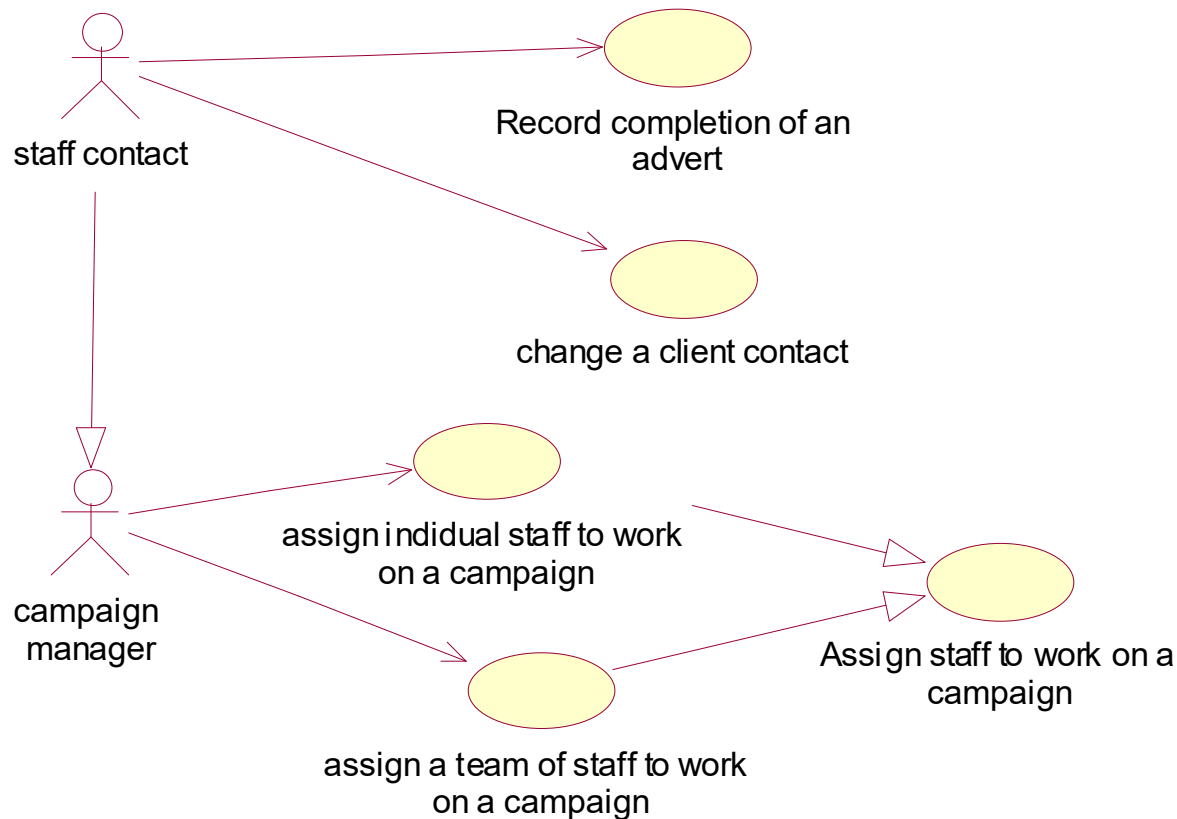 staff contact
Record completion of an
advert
change a client contact
assign indidual staff to work
on a campaign
campaign
manager
Assign staff to work on a
campaign
assign a team of staff to work
on a campaign